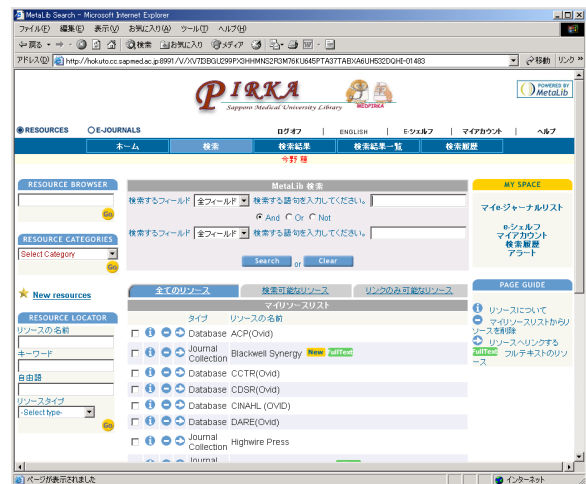 MetaLib Search - Microsoft Internet Explorer
ファイル(F) 編集(E) 表示(V) お気に入り(A) ツール(T) ヘルプ(H)
戻る 検索 お気に入り メディア
アドレス(D) http://hokuto.cc.sapmed.ac.jp:8991/V/XV7I3BGU299PX3HHMNS2R3M76KU645PTA37TABXA6UH532DQHE-01483 移動 リンク »
PIRKA
Sapporo Medical University Library
MEDPIRKA
POWERED BY MetaLib
RESOURCES E-JOURNALS ログオフ | ENGLISH | E-シェルフ | マイアカウント | ヘルプ
ホーム 検索 検索結果 検索結果一覧 検索履歴
今野 穂
RESOURCE BROWSER
Go
RESOURCE CATEGORIES
Select Category
Go
New resources
RESOURCE LOCATOR
リソースの名前
キーワード
自由語
リソースタイプ
-Select type-
Go
MetaLib 検索
検索するフィールド 全フィールド 検索する語句を入力してください。
And Or Not
検索するフィールド 全フィールド 検索する語句を入力してください。
Search or Clear
全てのリソース 検索可能なリソース リンクのみ可能なリソース
マイリソースリスト
タイプ リソースの名前
Database ACP(Ovid)
Journal Collection Blackwell Synergy New FullText
Database CCTR(Ovid)
Database CDSR(Ovid)
Database CINAHL (OVID)
Database DARE(Ovid)
Journal Collection Highwire Press
Journal
MY SPACE
マイe-ジャーナルリスト
e-シェルフ
マイアカウント
検索履歴
アラート
PAGE GUIDE
リソースについて
マイリソースリストからリソースを削除
リソースへリンクする
FullText フルテキストのリソース
ページが表示されました インターネット